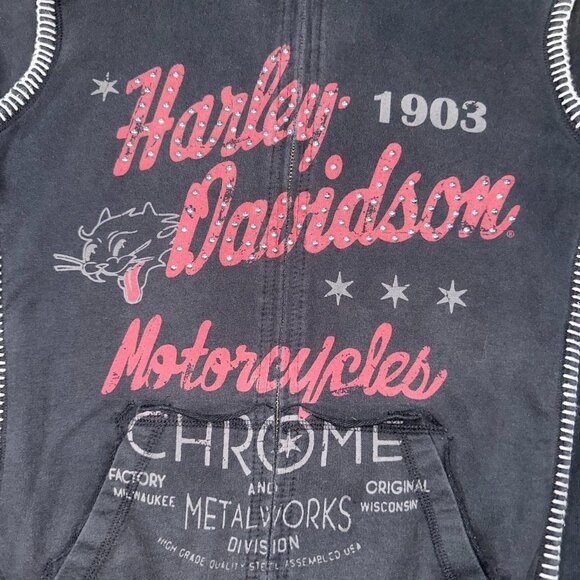 Harley-
1903
Davidson®
Motorcycles
CHROME
FACTORY AND ORIGINAL
MILWAUKEE METALWORKS WISCONSIN
DIVISION
HIGH GRADE QUALITY STEEL ASSEMBLED USA